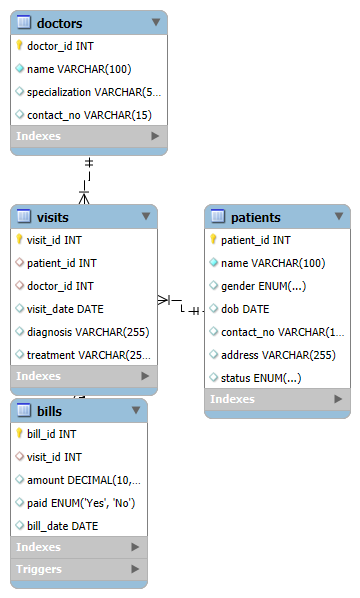 doctors
doctor_id INT
name VARCHAR(100)
specialization VARCHAR(5...
contact_no VARCHAR(15)
Indexes
visits
visit_id INT
patient_id INT
doctor_id INT
visit_date DATE
diagnosis VARCHAR(255)
treatment VARCHAR(25...
Indexes
patients
patient_id INT
name VARCHAR(100)
gender ENUM(...)
dob DATE
contact_no VARCHAR(1...
address VARCHAR(255)
status ENUM(...)
Indexes
bills
bill_id INT
visit_id INT
amount DECIMAL(10,...
paid ENUM('Yes', 'No')
bill_date DATE
Indexes
Triggers